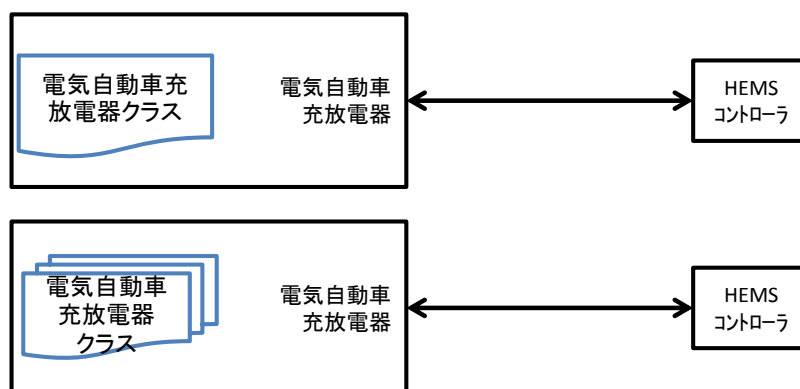 電気自動車充
放電器クラス
電気自動車
充放電器
HEMS
コントローラ
電気自動車
充放電器
クラス
電気自動車
充放電器
HEMS
コントローラ